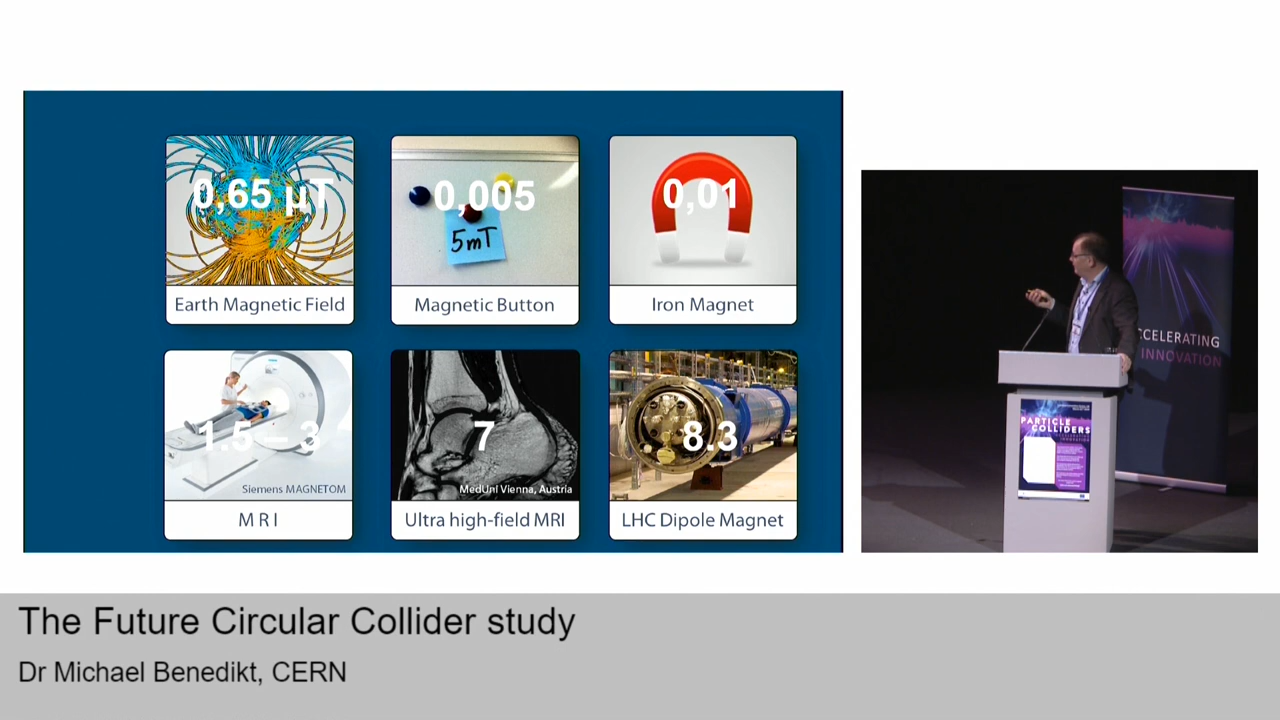 0,65 µT
0,005
5mT
0,01
Earth Magnetic Field
Magnetic Button
Iron Magnet
1.5 – 3
7
8.3
Siemens MAGNETOM
MedUni Vienna, Austria
M R I
Ultra high-field MRI
LHC Dipole Magnet
CCELERATING
INNOVATION
PARTICLE
COLLIDERS
The Future Circular Collider study
Dr Michael Benedikt, CERN